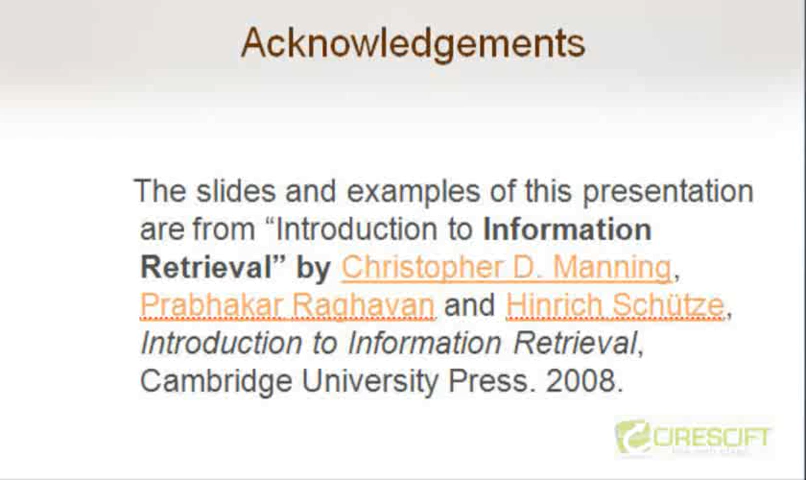 Acknowledgements
The slides and examples of this presentation
are from “Introduction to Information
Retrieval” by Christopher D. Manning,
Prabhakar Raghavan and Hinrich Schütze,
Introduction to Information Retrieval,
Cambridge University Press. 2008.